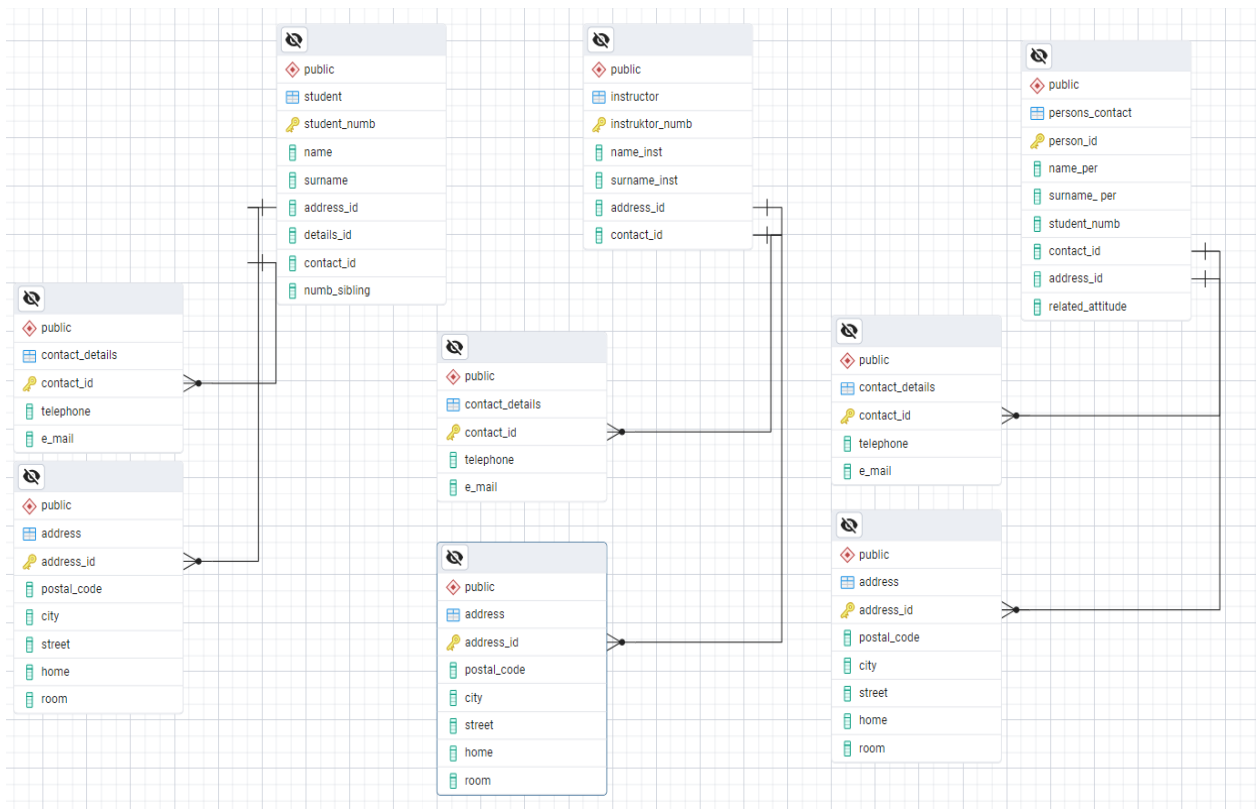 public
student
student_numb
name
surname
address_id
details_id
contact_id
numb_sibling
public
instructor
instruktor_numb
name_inst
surname_inst
address_id
contact_id
public
persons_contact
person_id
name_per
surname_ per
student_numb
contact_id
address_id
related_attitude
public
contact_details
contact_id
telephone
e_mail
public
address
address_id
postal_code
city
street
home
room
public
contact_details
contact_id
telephone
e_mail
public
address
address_id
postal_code
city
street
home
room
public
contact_details
contact_id
telephone
e_mail
public
address
address_id
postal_code
city
street
home
room